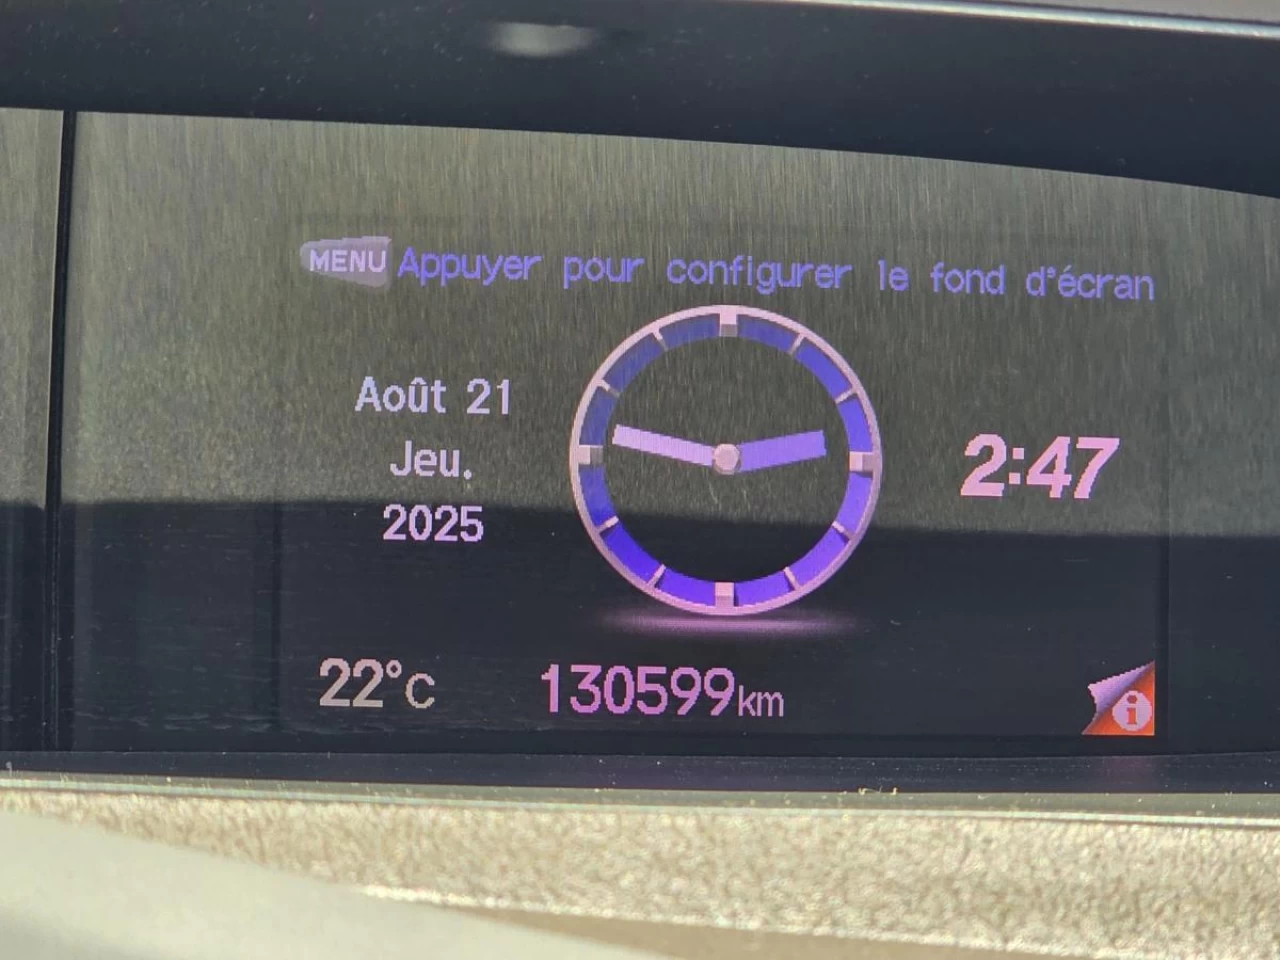 MENU Appuyer pour configurer le fond d'écran
Août 21
Jeu.
2025
2:47
22°C
130599km
i